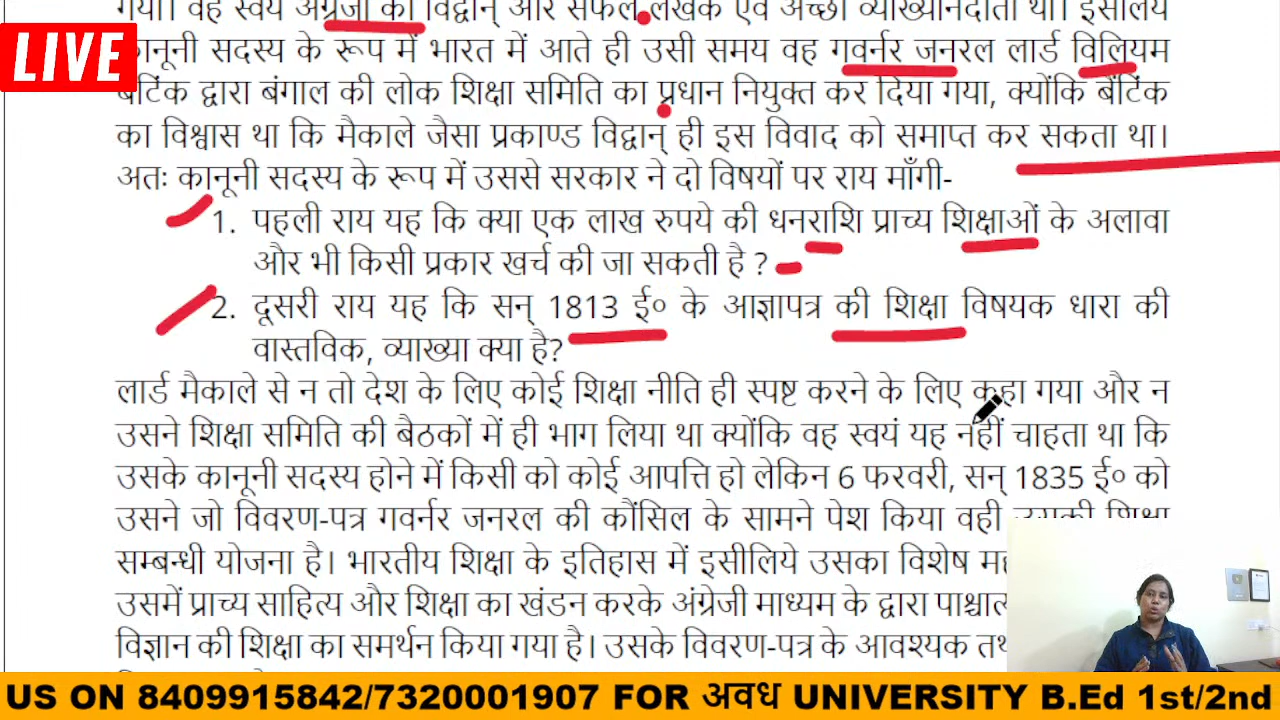 गया। वह स्वयं अंग्रेजी का विद्वान् और सफल लेखक एवं अच्छा व्याख्यानदाता था। इसीलिये
LIVE
कानूनी सदस्य के रूप में भारत में आते ही उसी समय वह गवर्नर जनरल लार्ड विलियम
बेंटिंक द्वारा बंगाल की लोक शिक्षा समिति का प्रधान नियुक्त कर दिया गया, क्योंकि बेंटिंक
का विश्वास था कि मैकाले जैसा प्रकाण्ड विद्वान् ही इस विवाद को समाप्त कर सकता था।
अतः कानूनी सदस्य के रूप में उससे सरकार ने दो विषयों पर राय माँगी-
1. पहली राय यह कि क्या एक लाख रुपये की धनराशि प्राच्य शिक्षाओं के अलावा
और भी किसी प्रकार खर्च की जा सकती है ?
2. दूसरी राय यह कि सन् 1813 ई० के आज्ञापत्र की शिक्षा विषयक धारा की
वास्तविक, व्याख्या क्या है?
लार्ड मैकाले से न तो देश के लिए कोई शिक्षा नीति ही स्पष्ट करने के लिए कहा गया और न
उसने शिक्षा समिति की बैठकों में ही भाग लिया था क्योंकि वह स्वयं यह नहीं चाहता था कि
उसके कानूनी सदस्य होने में किसी को कोई आपत्ति हो लेकिन 6 फरवरी, सन् 1835 ई० को
उसने जो विवरण-पत्र गवर्नर जनरल की कौंसिल के सामने पेश किया वही उसकी शिक्षा
सम्बन्धी योजना है। भारतीय शिक्षा के इतिहास में इसीलिये उसका विशेष
उसमें प्राच्य साहित्य और शिक्षा का खंडन करके अंग्रेजी माध्यम के द्वारा
विज्ञान की शिक्षा का समर्थन किया गया है। उसके विवरण-पत्र के आवश्यक
US ON 8409915842/7320001907 FOR अवध UNIVERSITY B.Ed 1st/2nd